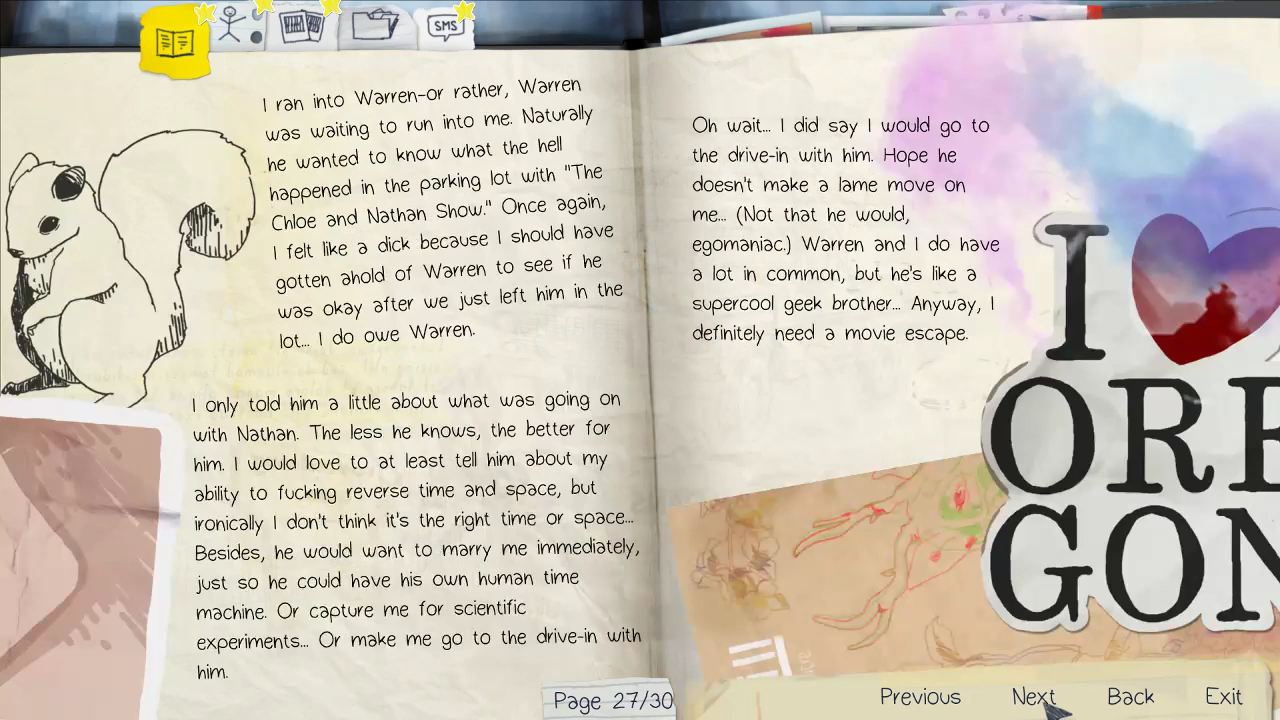 SMS
I ran into Warren-or rather, Warren
was waiting to run into me. Naturally
he wanted to know what the hell
happened in the parking lot with "The
Chloe and Nathan Show." Once again,
I felt like a dick because I should have
gotten ahold of Warren to see if he
was okay after we just left him in the
lot... I do owe Warren.
I only told him a little about what was going on
with Nathan. The less he knows, the better for
him. I would love to at least tell him about my
ability to fucking reverse time and space, but
ironically I don't think it's the right time or space...
Besides, he would want to marry me immediately,
just so he could have his own human time
machine. Or capture me for scientific
experiments... Or make me go to the drive-in with
him.
Oh wait... I did say I would go to
the drive-in with him. Hope he
doesn't make a lame move on
me... (Not that he would,
egomaniac.) Warren and I do have
a lot in common, but he's like a
supercool geek brother... Anyway, I
definitely need a movie escape.
I
ORE
GON
Page 27/30
Previous Next Back Exit